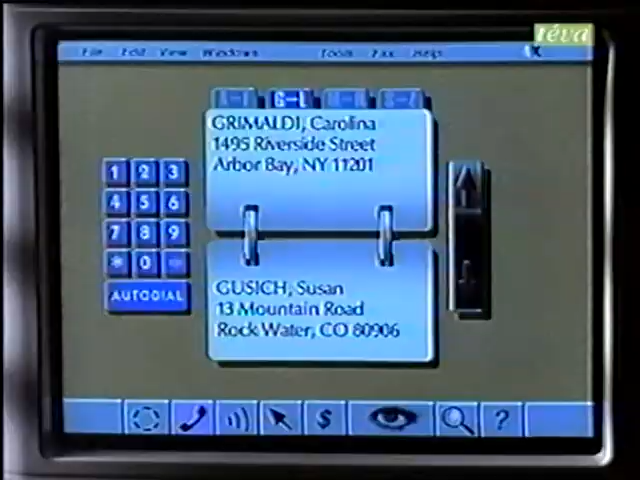 téva
File Edit View Windows Tools Fax Help
G-L S-Z
GRIMALDI, Carolina
1495 Riverside Street
Arbor Bay, NY 11201
1 2 3
4 5 6
7 8 9
* 0
AUTODIAL
GUSICH, Susan
13 Mountain Road
Rock Water, CO 80906
$ ?